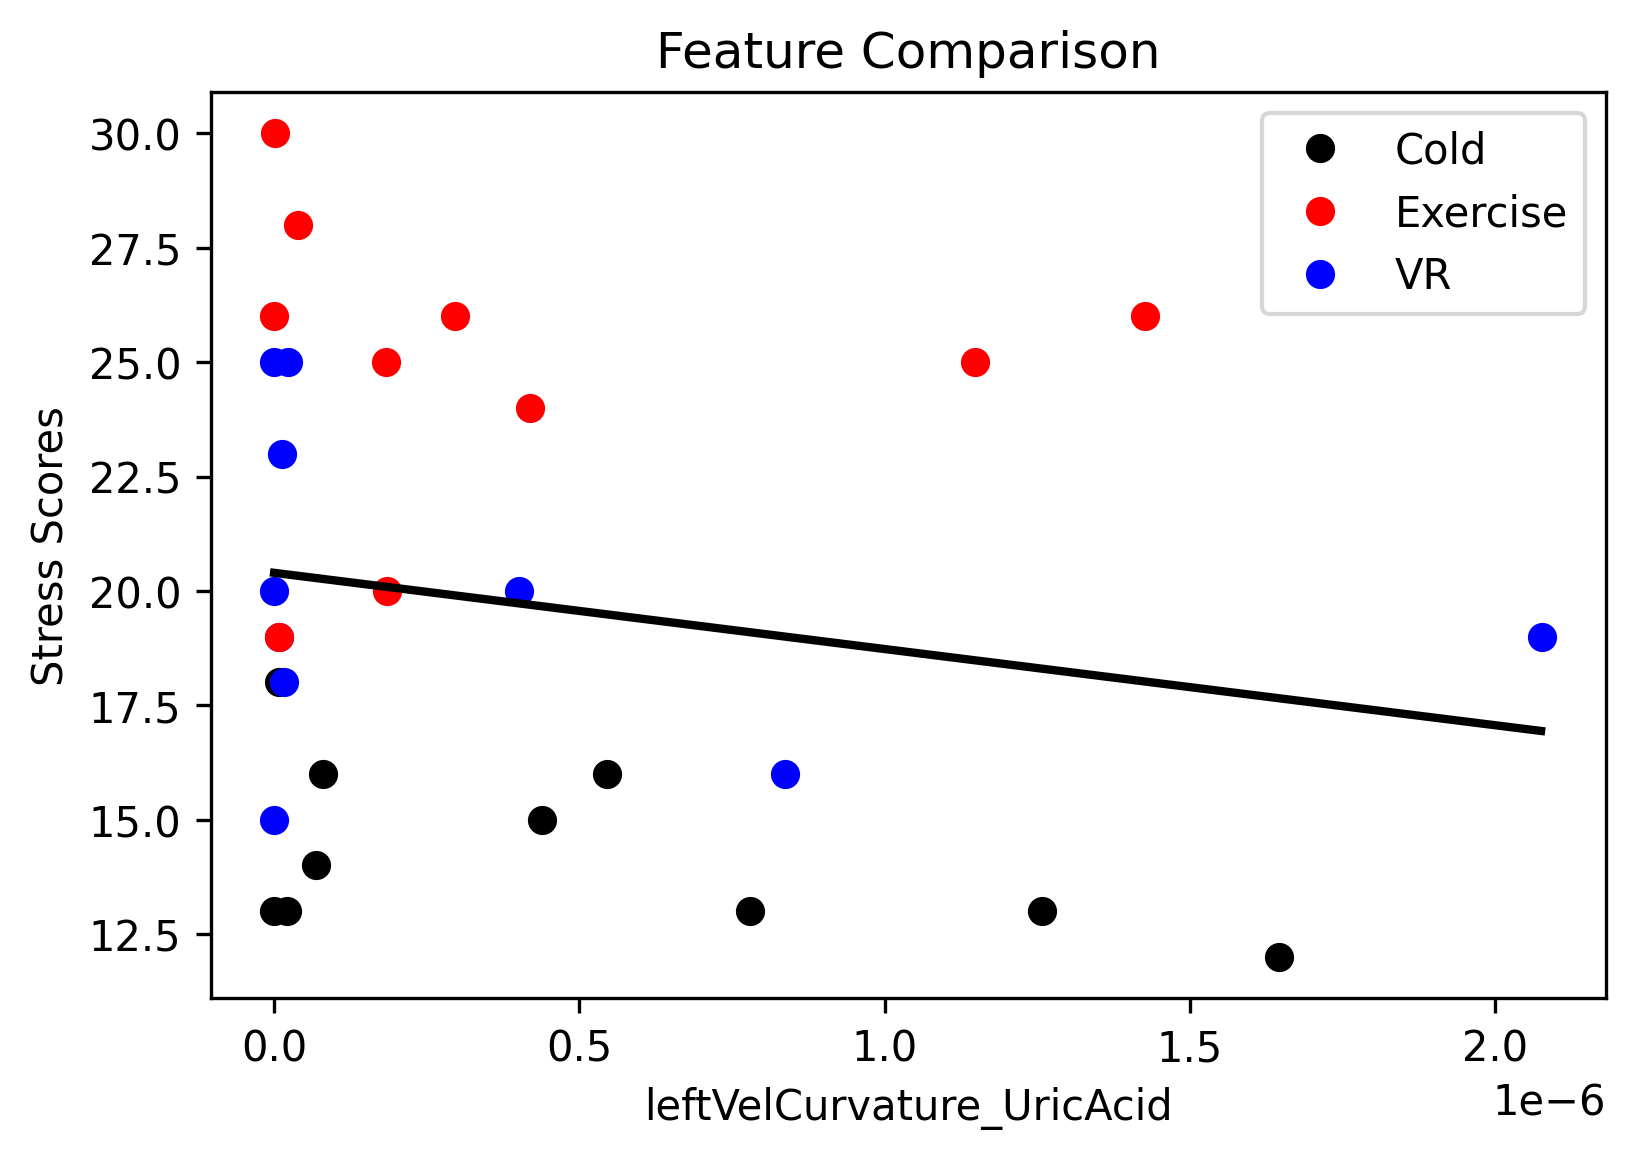 Feature Comparison
Cold
Exercise
VR
Stress Scores
30.0
27.5
25.0
22.5
20.0
17.5
15.0
12.5
0.0 0.5 1.0 1.5 2.0
1e−6
leftVelCurvature_UricAcid